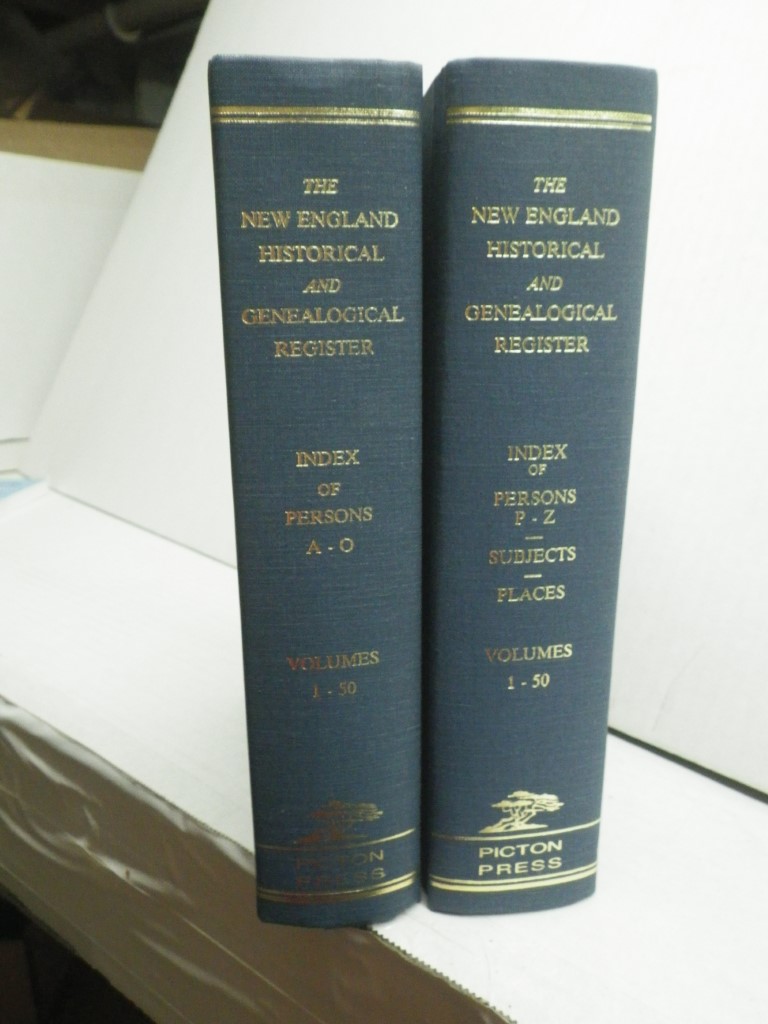 THE
NEW ENGLAND
HISTORICAL
AND
GENEALOGICAL
REGISTER
INDEX
OF
PERSONS
A - O
VOLUMES
1 - 50
PICTON
PRESS
THE
NEW ENGLAND
HISTORICAL
AND
GENEALOGICAL
REGISTER
INDEX
OF
PERSONS
P - Z
SUBJECTS
PLACES
VOLUMES
1 - 50
PICTON
PRESS